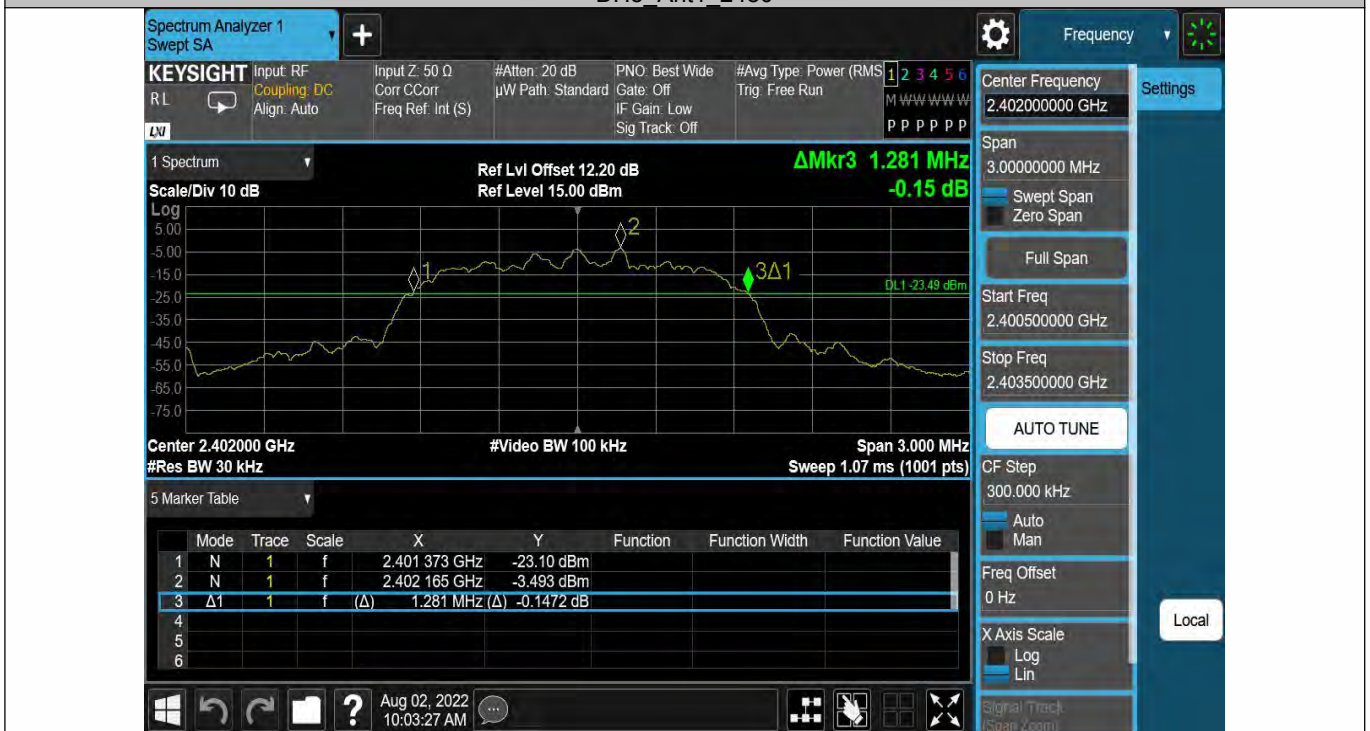 Spectrum Analyzer 1
Swept SA
Frequency
KEYSIGHT
Input: RF
Coupling: DC
Align: Auto
Input Z: 50 Ω
Corr CCorr
Freq Ref: Int (S)
#Atten: 20 dB
µW Path: Standard
PNO: Best Wide
Gate: Off
IF Gain: Low
Sig Track: Off
#Avg Type: Power (RMS
Trig: Free Run
1 2 3 4 5 6
M W W W W W
P P P P P P
R L
LXI
Center Frequency
2.402000000 GHz
Settings
1 Spectrum
Ref Lvl Offset 12.20 dB
ΔMkr3 1.281 MHz
Scale/Div 10 dB
Ref Level 15.00 dBm
-0.15 dB
Log
5.00
-5.00
-15.0
-25.0
-35.0
-45.0
-55.0
-65.0
-75.0
1
2
3Δ1
DL1 -23.49 dBm
Center 2.402000 GHz
#Video BW 100 kHz
Span 3.000 MHz
#Res BW 30 kHz
Sweep 1.07 ms (1001 pts)
Span
3.00000000 MHz
Swept Span
Zero Span
Full Span
Start Freq
2.400500000 GHz
Stop Freq
2.403500000 GHz
AUTO TUNE
CF Step
300.000 kHz
Auto
Man
Freq Offset
0 Hz
X Axis Scale
Log
Lin
Signal Track
(Span Zoom)
Local
5 Marker Table
Mode Trace Scale X Y Function Function Width Function Value
1 N 1 f 2.401 373 GHz -23.10 dBm
2 N 1 f 2.402 165 GHz -3.493 dBm
3 Δ1 1 f (Δ) 1.281 MHz (Δ) -0.1472 dB
4
5
6
?
Aug 02, 2022
10:03:27 AM